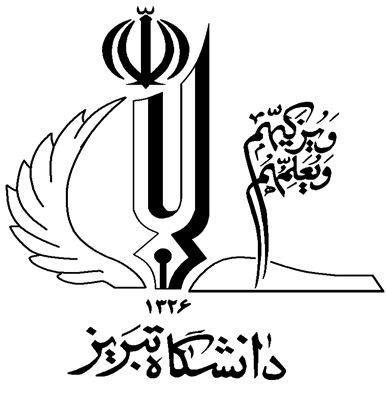 وَيُزَكِّيهِمْ
وَيُعَلِّمُهُمُ
۱۳۲۶
دانشگاه تبریز